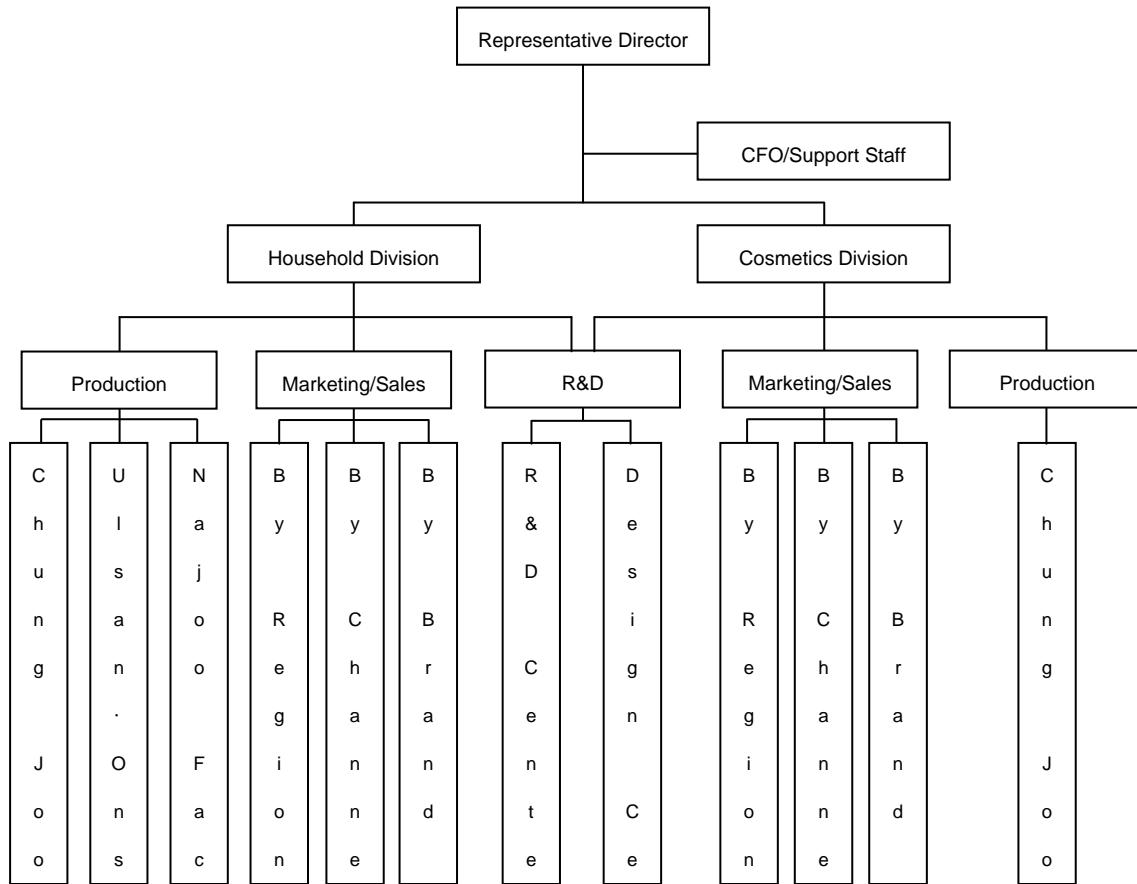 Representative Director
CFO/Support Staff
Household Division
Cosmetics Division
Production
Marketing/Sales
R&D
Marketing/Sales
Production
Chung Joo
Ulsan·Ons
Najoo Fac
By Region
By Channe
By Brand
R&D Cente
Design Ce
By Region
By Channe
By Brand
Chung Joo